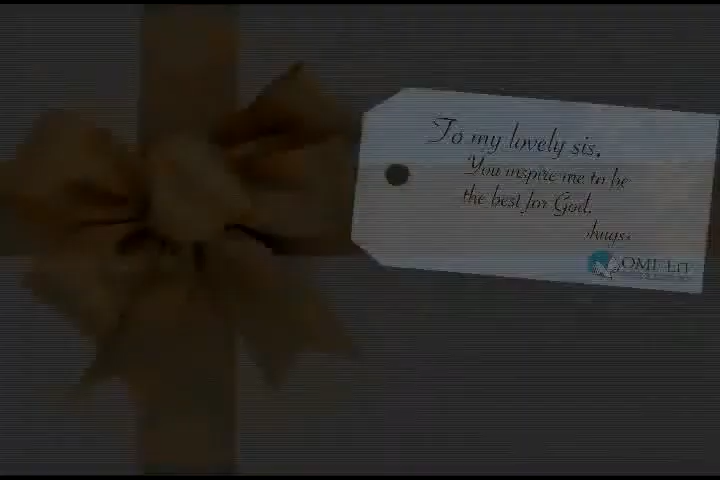 To my lovely sis,
You inspire me to be
the best for God.
hugs